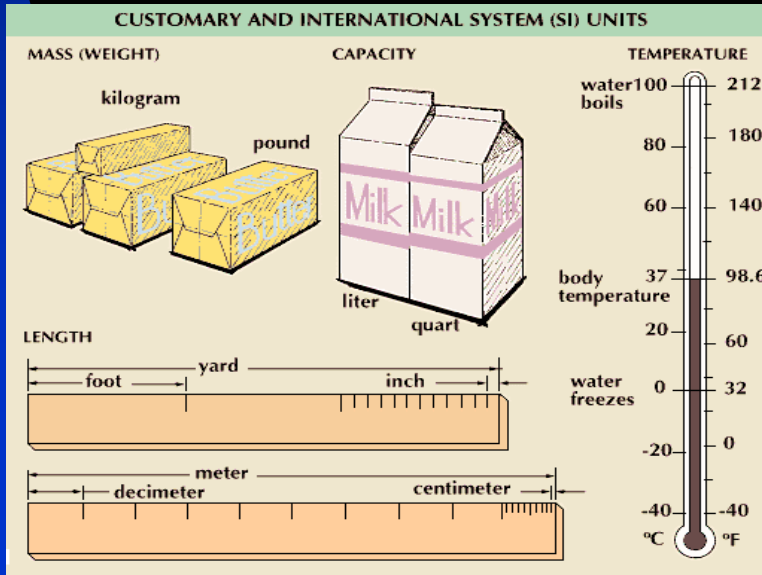 CUSTOMARY AND INTERNATIONAL SYSTEM (SI) UNITS
MASS (WEIGHT)
kilogram
pound
Butter
CAPACITY
Milk Milk Milk
liter
quart
TEMPERATURE
water 100 212
boils
80 180
60 140
body 37 98.6
temperature
20 60
water 0 32
freezes
-20 0
-40 -40
°C °F
LENGTH
yard
foot inch
meter
decimeter centimeter